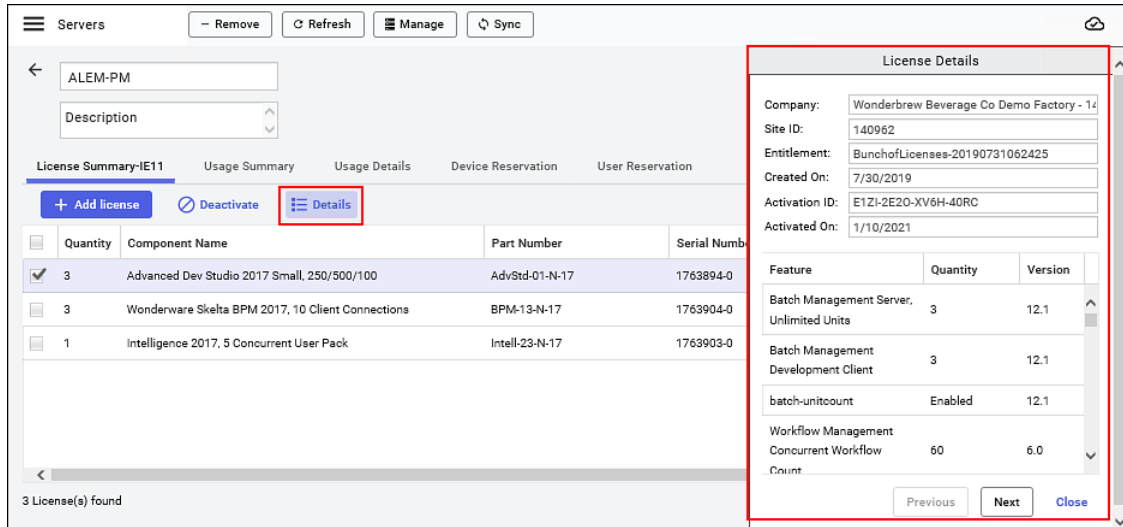 Servers
Remove
Refresh
Manage
Sync
ALEM-PM
Description
License Summary-IE11 Usage Summary Usage Details Device Reservation User Reservation
+ Add license Deactivate Details
Quantity Component Name Part Number Serial Numbe
3 Advanced Dev Studio 2017 Small, 250/500/100 AdvStd-01-N-17 1763894-0
3 Wonderware Skelta BPM 2017, 10 Client Connections BPM-13-N-17 1763904-0
1 Intelligence 2017, 5 Concurrent User Pack Intell-23-N-17 1763903-0
3 License(s) found
License Details
Company: Wonderbrew Beverage Co Demo Factory - 14
Site ID: 140962
Entitlement: BunchofLicenses-20190731062425
Created On: 7/30/2019
Activation ID: E1ZI-2E2O-XV6H-40RC
Activated On: 1/10/2021
Feature Quantity Version
Batch Management Server,
Unlimited Units 3 12.1
Batch Management
Development Client 3 12.1
batch-unitcount Enabled 12.1
Workflow Management
Concurrent Workflow 60 6.0
Count
Previous Next Close